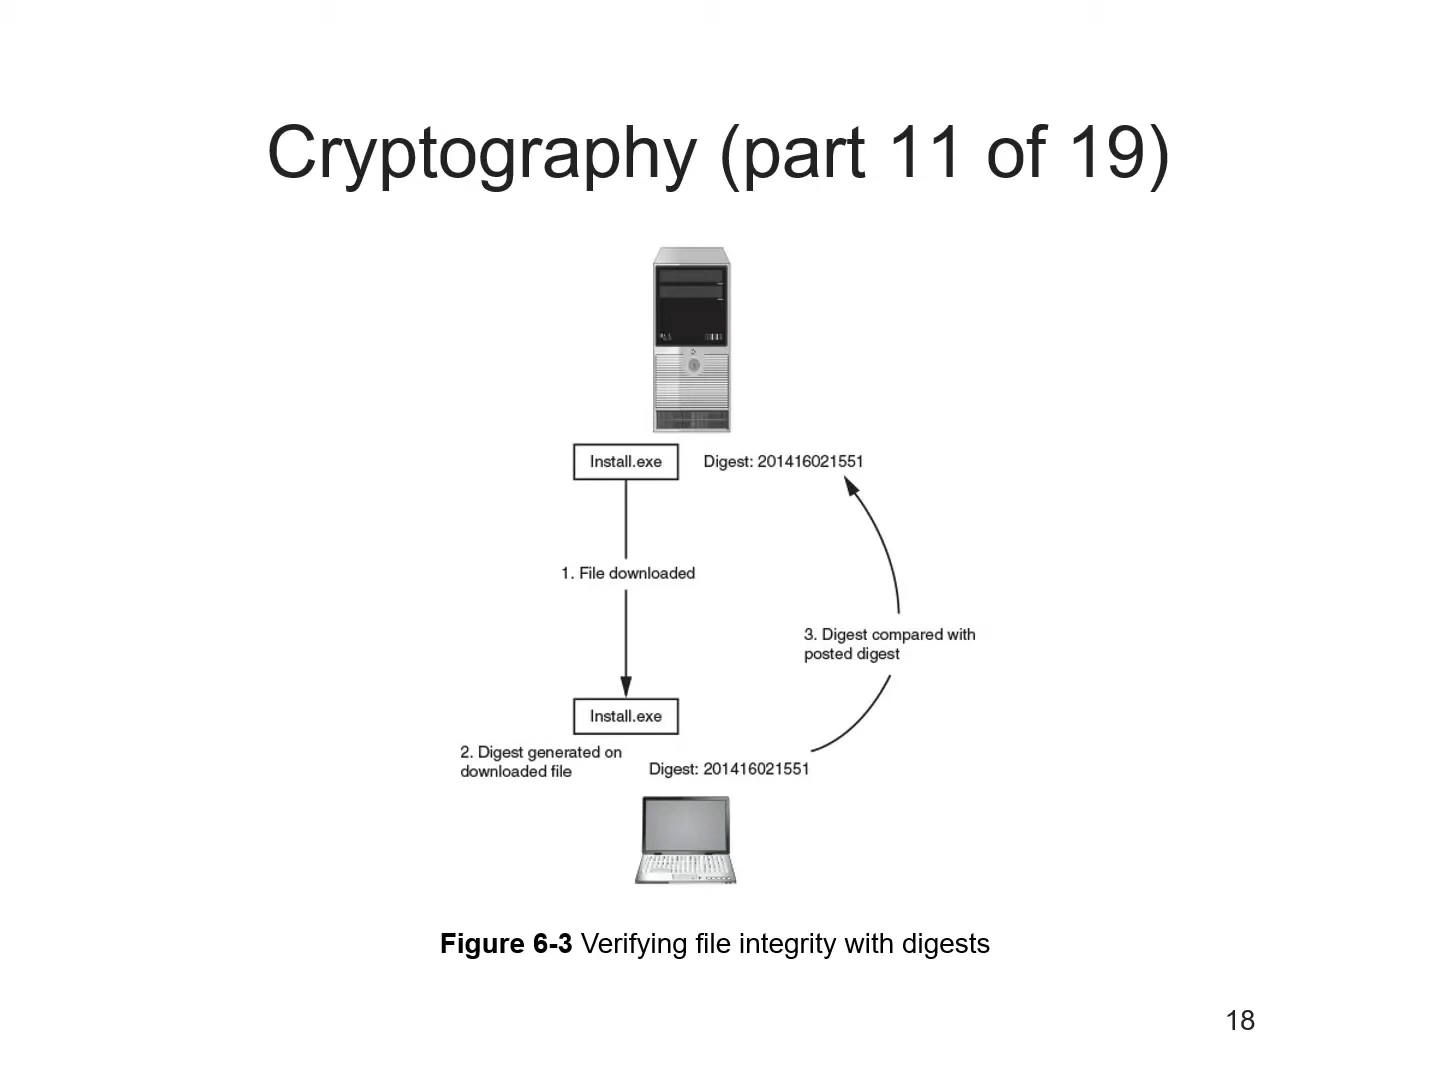 Cryptography (part 11 of 19)
Install.exe
Digest: 201416021551
1. File downloaded
3. Digest compared with
posted digest
Install.exe
2. Digest generated on
downloaded file
Digest: 201416021551
Figure 6-3 Verifying file integrity with digests
18